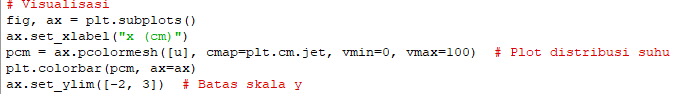 # Visualisasi
fig, ax = plt.subplots()
ax.set_xlabel("x (cm)")
pcm = ax.pcolormesh([u], cmap=plt.cm.jet, vmin=0, vmax=100)  # Plot distribusi suhu
plt.colorbar(pcm, ax=ax)
ax.set_ylim([-2, 3])  # Batas skala y